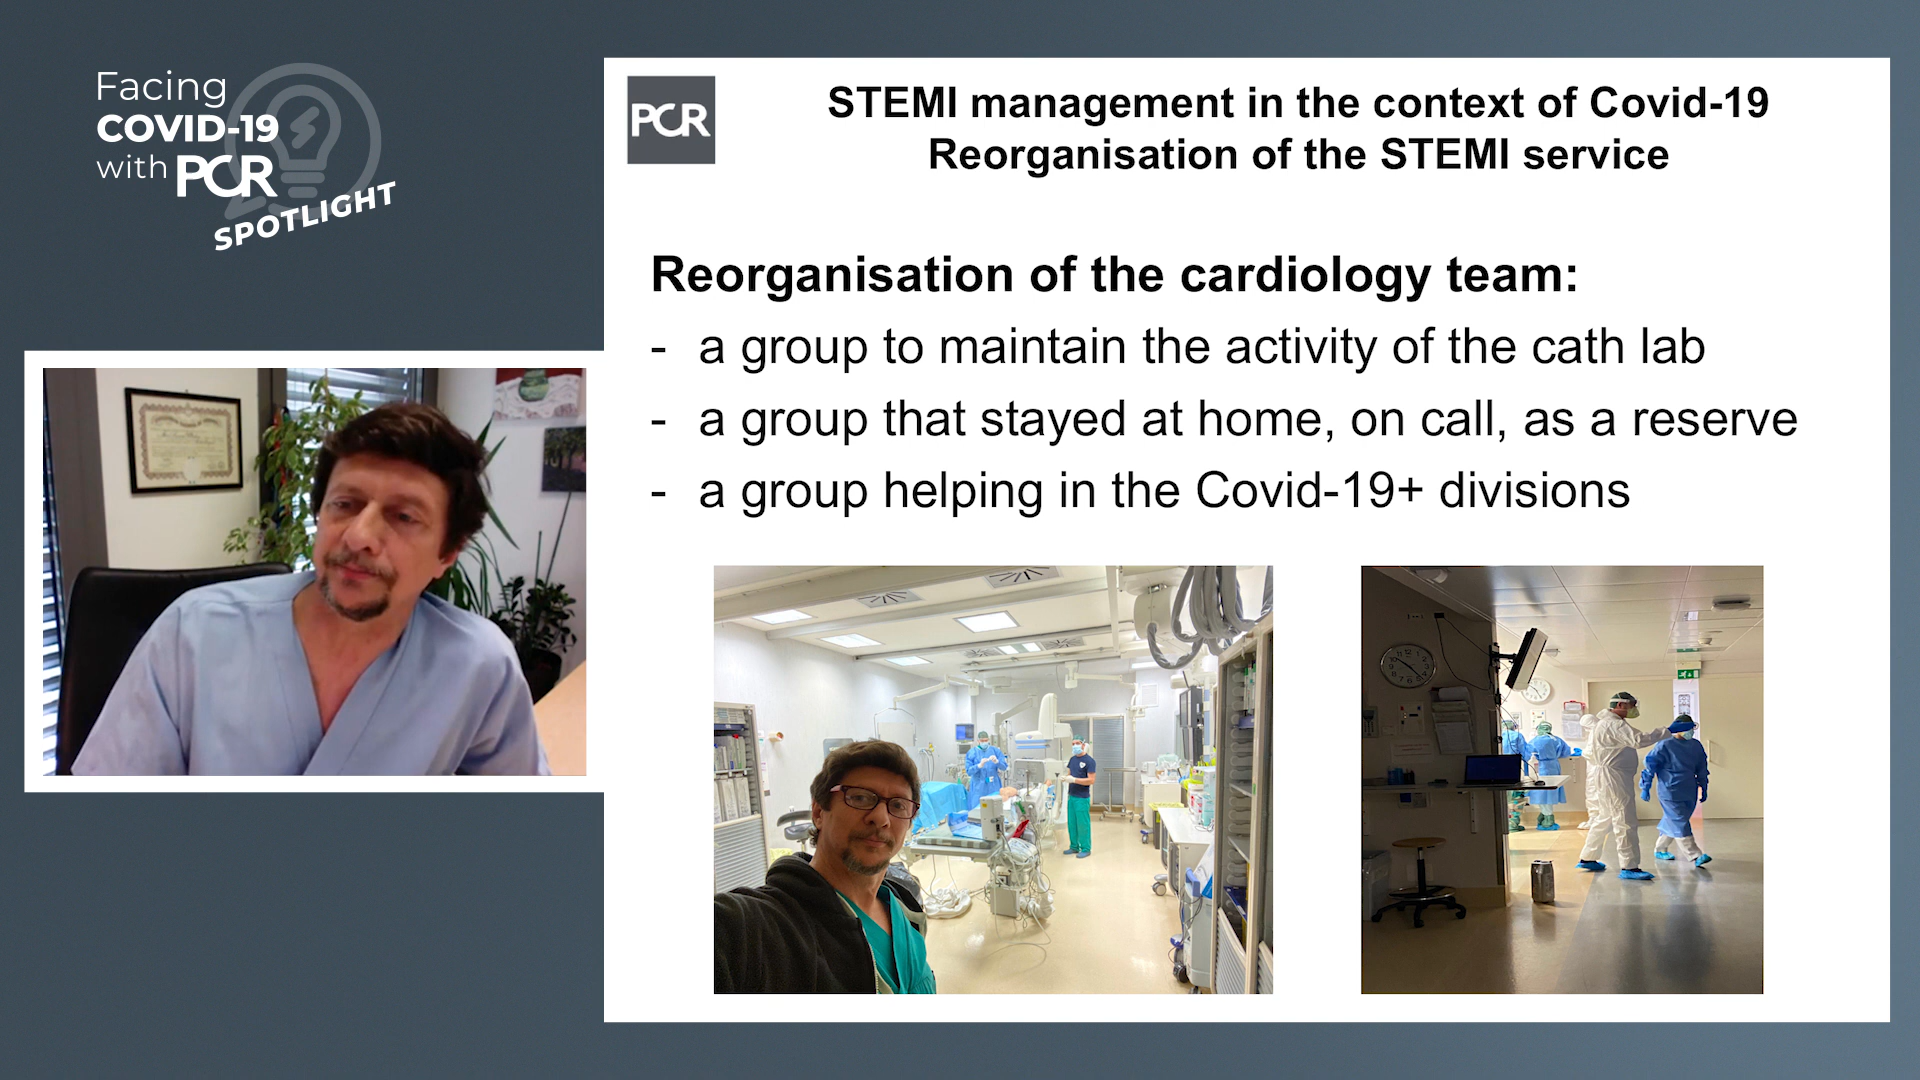 Facing
COVID-19
with PCR
SPOTLIGHT
PCR
STEMI management in the context of Covid-19
Reorganisation of the STEMI service
Reorganisation of the cardiology team:
- a group to maintain the activity of the cath lab
- a group that stayed at home, on call, as a reserve
- a group helping in the Covid-19+ divisions